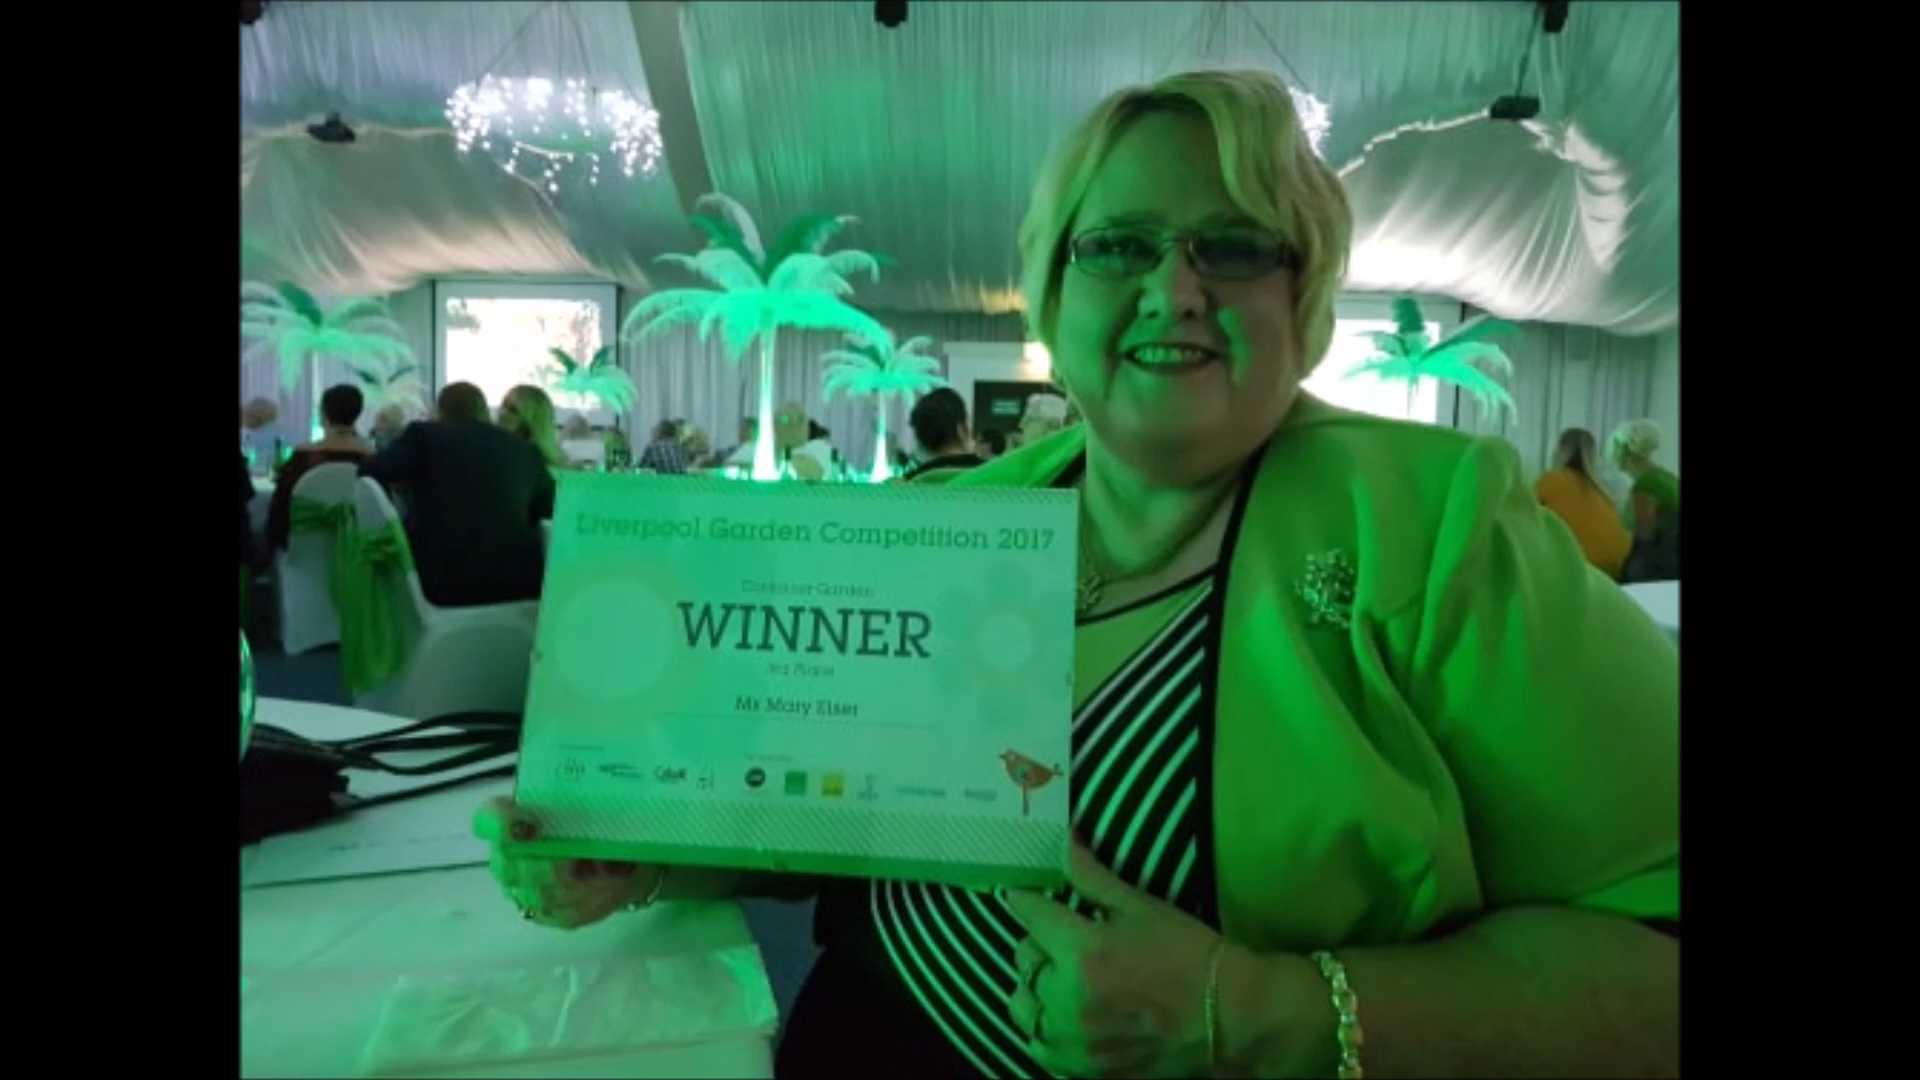 Liverpool Garden Competition 2017
Container Garden
WINNER
3rd Place
Ms Mary Elser